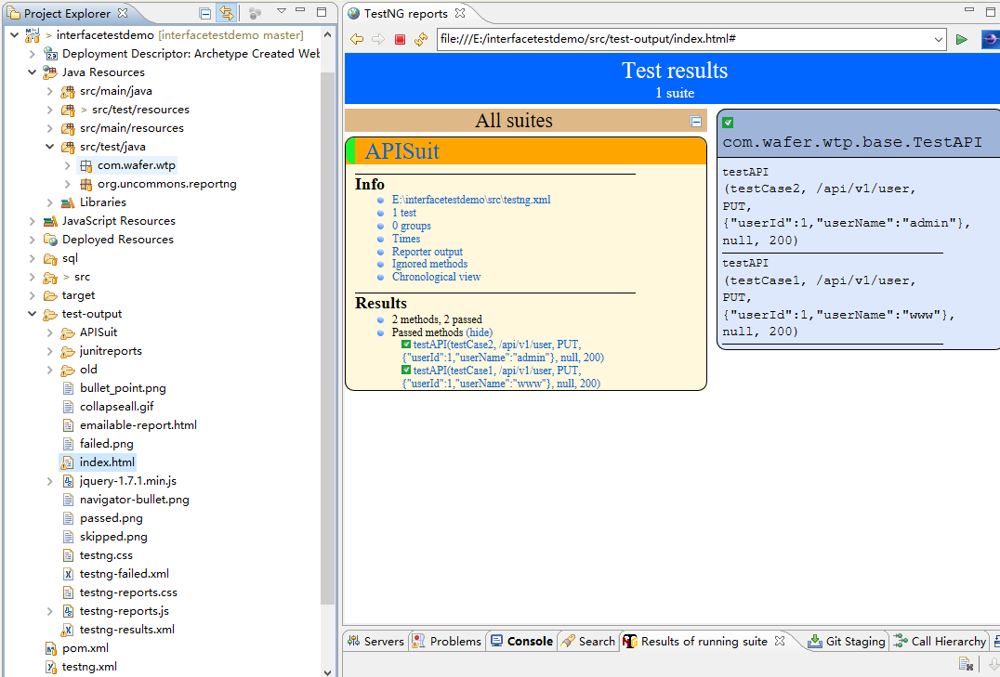 Project Explorer
interfacetestdemo [interfacetestdemo master]
Deployment Descriptor: Archetype Created Web
Java Resources
src/main/java
> src/test/resources
src/main/resources
src/test/java
com.wafer.wtp
org.uncommons.reportng
Libraries
JavaScript Resources
Deployed Resources
sql
> src
target
test-output
APISuit
junitreports
old
bullet_point.png
collapseall.gif
emailable-report.html
failed.png
index.html
jquery-1.7.1.min.js
navigator-bullet.png
passed.png
skipped.png
testng.css
testng-failed.xml
testng-reports.css
testng-reports.js
testng-results.xml
pom.xml
testng.xml
TestNG reports
file:///E:/interfacetestdemo/src/test-output/index.html#
Test results
1 suite
All suites
APISuit
Info
E:\interfacetestdemo\src\testng.xml
1 test
0 groups
Times
Reporter output
Ignored methods
Chronological view
Results
2 methods, 2 passed
Passed methods (hide)
testAPI(testCase2, /api/v1/user, PUT,
{"userId":1,"userName":"admin"}, null, 200)
testAPI(testCase1, /api/v1/user, PUT,
{"userId":1,"userName":"www"}, null, 200)
com.wafer.wtp.base.TestAPI
testAPI
(testCase2, /api/v1/user,
PUT,
{"userId":1,"userName":"admin"},
null, 200)
testAPI
(testCase1, /api/v1/user,
PUT,
{"userId":1,"userName":"www"},
null, 200)
Servers
Problems
Console
Search
Results of running suite
Git Staging
Call Hierarchy